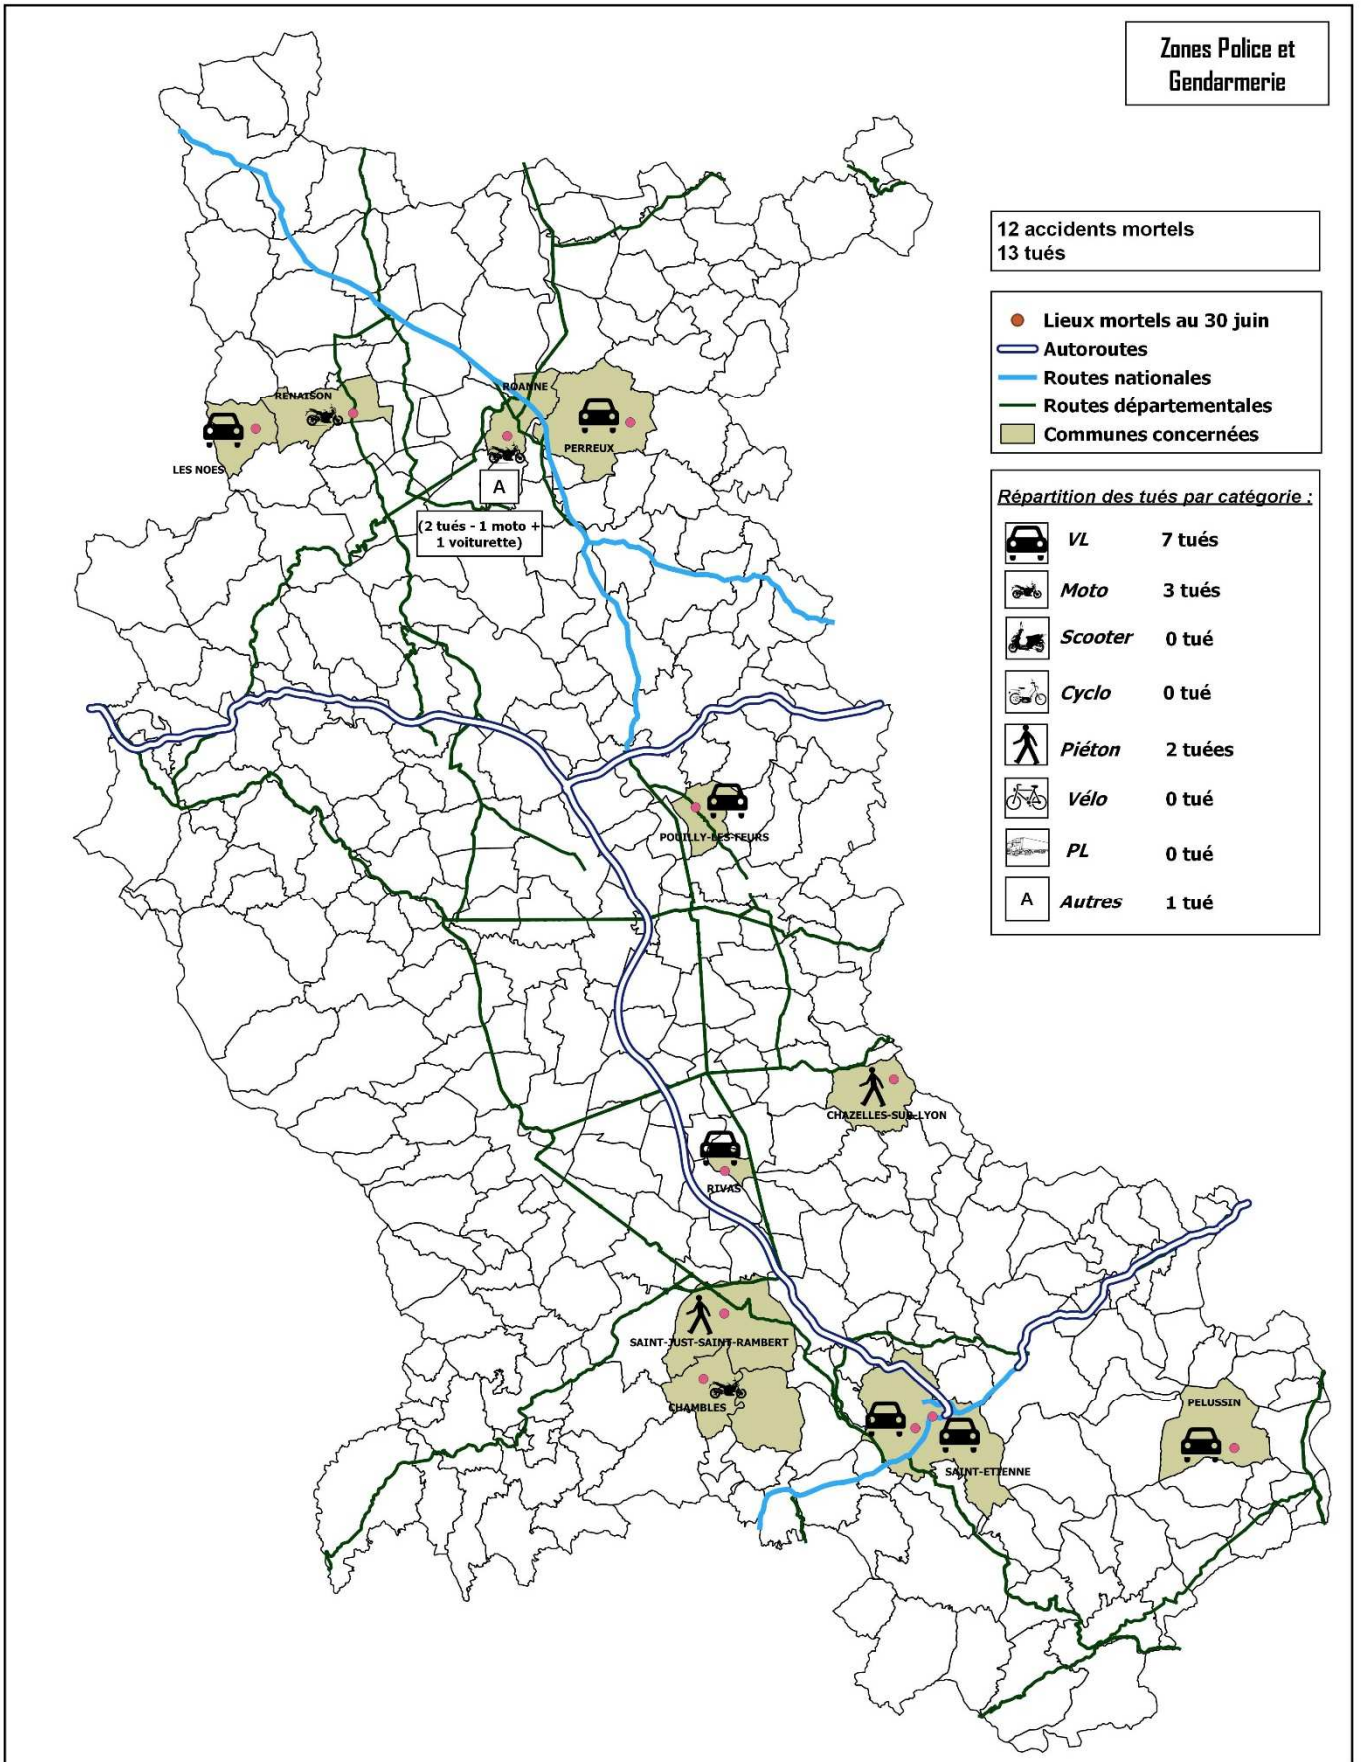 Zones Police et
Gendarmerie
12 accidents mortels
13 tués
Lieux mortels au 30 juin
Autoroutes
Routes nationales
Routes départementales
Communes concernées
Répartition des tués par catégorie :
VL 7 tués
Moto 3 tués
Scooter 0 tué
Cyclo 0 tué
Piéton 2 tuées
Vélo 0 tué
PL 0 tué
A Autres 1 tué
ROANNE
RENAISON
PERREUX
LES NOES
A
(2 tués - 1 moto +
1 voiturette)
POUILLY-LES-FEURS
CHAZELLES-SUR-LYON
RIVAS
SAINT-JUST-SAINT-RAMBERT
CHAMBLES
PELUSSIN
SAINT-ETIENNE